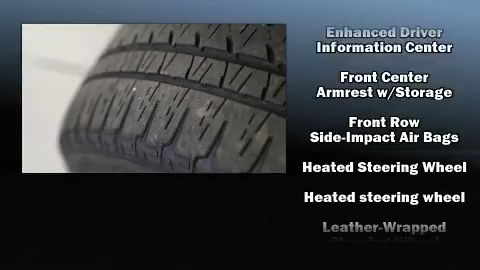 Enhanced Driver
Information Center
Front Center
Armrest w/Storage
Front Row
Side-Impact Air Bags
Heated Steering Wheel
Heated steering wheel
Leather-Wrapped